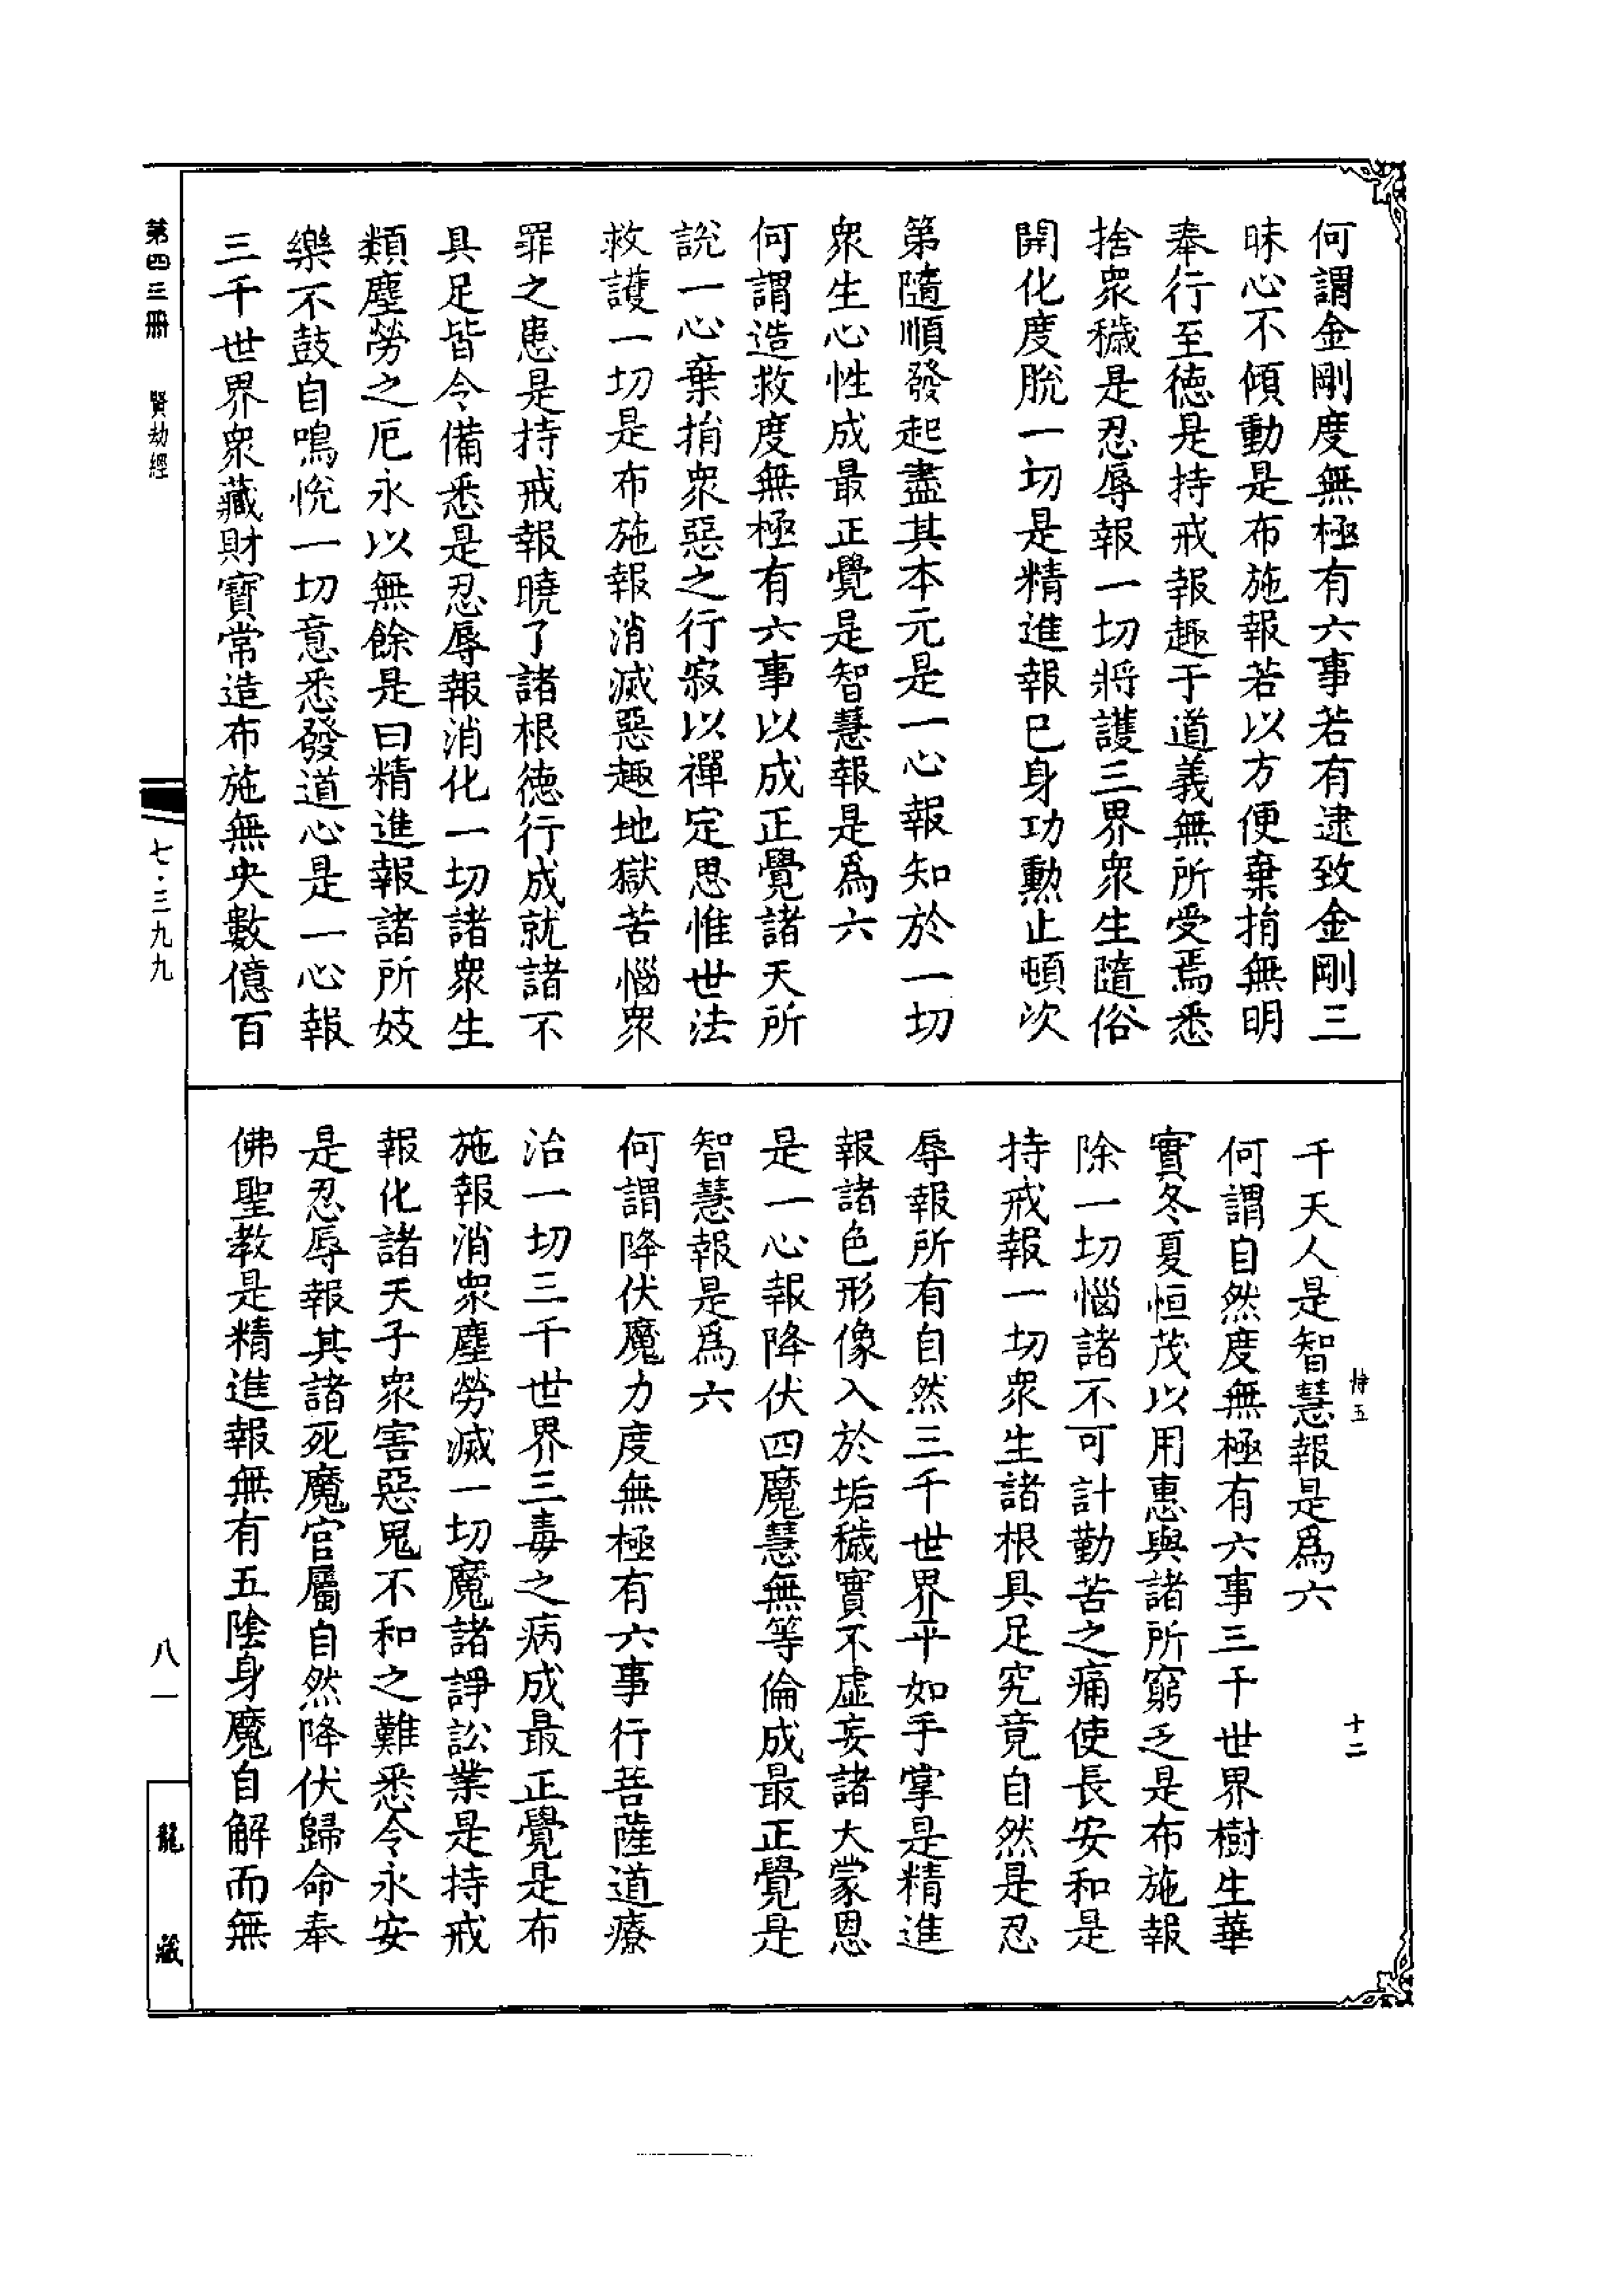 何謂金剛度無極有六事若有逮致金剛三
昧心不傾動是布施報若以方便棄捐無明
奉行至德是持戒報趣于道義無所受焉悉
捨衆穢是忍辱報一切將護三界衆生隨俗
開化度脫一切是精進報已身功勲止頓次
第隨順發起盡其本元是一心報知於一切
衆生心性成最正覺是智慧報是爲六
何謂造救度無極有六事以成正覺諸天所
說一心棄捐衆惡之行寂以禪定思惟世法
救護一切是布施報消滅惡趣地獄苦惱衆
罪之患是持戒報曉了諸根德行成就諸不
具足皆令備悉是忍辱報消化一切諸衆生
類塵勞之厄永以無餘是曰精進報諸所妓
樂不鼓自鳴悅一切意悉發道心是一心報
三千世界衆藏財寶常造布施無央數億百
千天人是智慧報是爲六
何謂自然度無極有六事三千世界樹生華
實冬夏恒茂以用惠與諸所窮乏是布施報
除一切惱諸不可計勤苦之痛使長安和是
持戒報一切衆生諸根具足究竟自然是忍
辱報所有自然三千世界平如手掌是精進
報諸色形像入於垢穢實不虛妄諸大蒙恩
是一心報降伏四魔慧無等倫成最正覺是
智慧報是爲六
何謂降伏魔力度無極有六事行菩薩道療
治一切三千世界三毒之病成最正覺是布
施報消衆塵勞滅一切魔諸諍訟業是持戒
報化諸天子衆害惡鬼不和之難悉令永安
是忍辱報其諸死魔官屬自然降伏歸命奉
佛聖教是精進報無有五陰身魔自解而無
十二
第四三冊 賢劫經
七·三九九
八一
龍藏